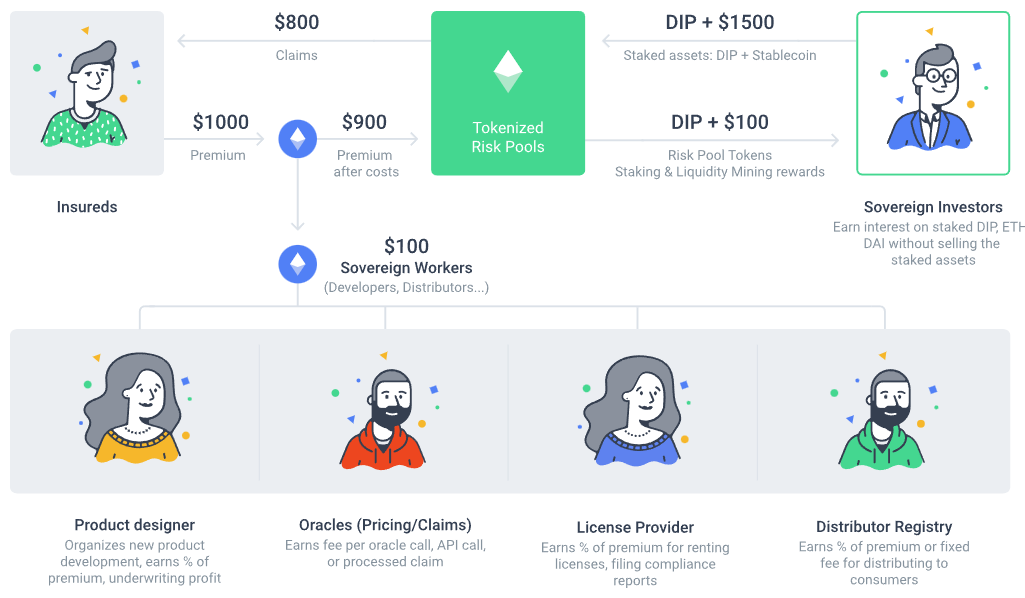 $800
Claims
DIP + $1500
Staked assets: DIP + Stablecoin
$1000
Premium
$900
Premium
after costs
Tokenized
Risk Pools
DIP + $100
Risk Pool Tokens
Staking & Liquidity Mining rewards
Insureds
Sovereign Investors
Earn interest on staked DIP, ETH
DAI without selling the
staked assets
$100
Sovereign Workers
(Developers, Distributors...)
Product designer
Organizes new product
development, earns % of
premium, underwriting profit
Oracles (Pricing/Claims)
Earns fee per oracle call, API call,
or processed claim
License Provider
Earns % of premium for renting
licenses, filing compliance
reports
Distributor Registry
Earns % of premium or fixed
fee for distributing to
consumers